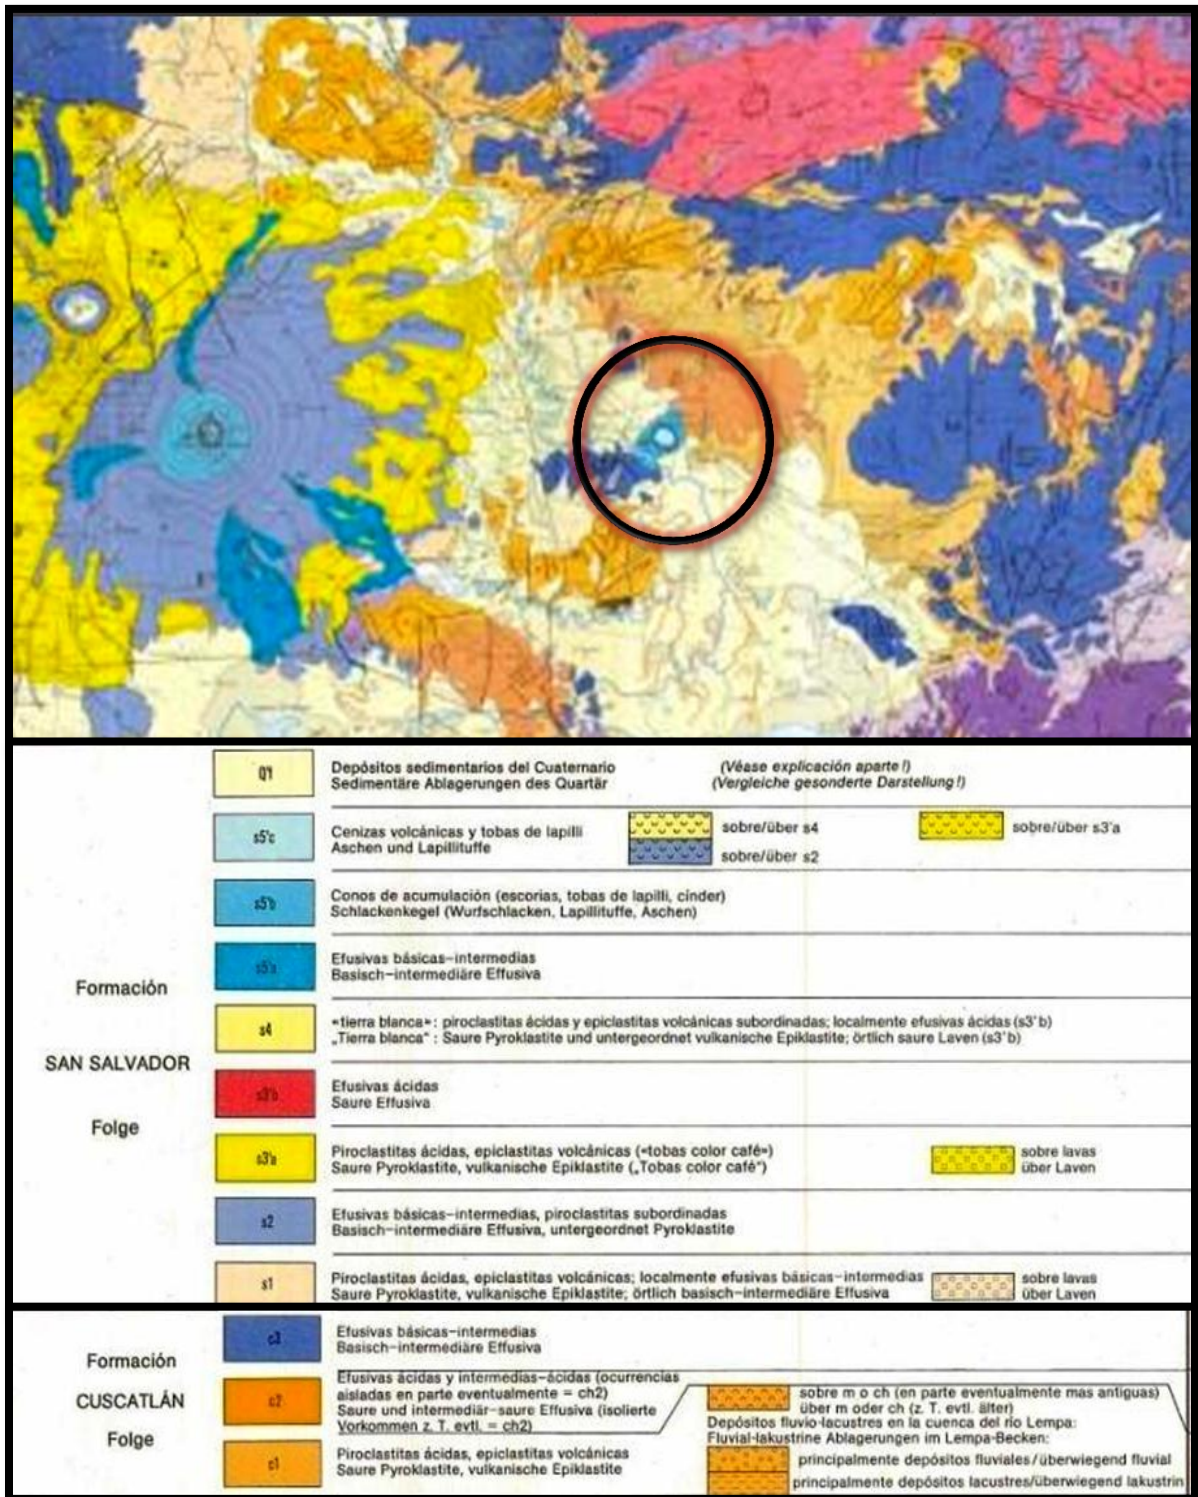 Q'f
Depósitos sedimentarios del Cuaternario
Sedimentäre Ablagerungen des Quartär
(Véase explicación aparte!)
(Vergleiche gesonderte Darstellung!)
s5'c
Cenizas volcánicas y tobas de lapilli
Aschen und Lapillituffe
sobre/über s4
sobre/über s2
sobre/über s3'a
s5'b
Conos de acumulación (escorias, tobas de lapilli, cínder)
Schlackenkegel (Wurfschlacken, Lapillituffe, Aschen)
s5'a
Efusivas básicas-intermedias
Basisch-intermediäre Effusiva
Formación
SAN SALVADOR
Folge
s4
«tierra blanca»: piroclastitas ácidas y epiclastitas volcánicas subordinadas; localmente efusivas ácidas (s3'b)
„Tierra blanca“: Saure Pyroklastite und untergeordnet vulkanische Epiklastite; örtlich saure Laven (s3'b)
s3'b
Efusivas ácidas
Saure Effusiva
s3'a
Piroclastitas ácidas, epiclastitas volcánicas («tobas color café»)
Saure Pyroklastite, vulkanische Epiklastite („Tobas color café“)
sobre lavas
über Laven
s2
Efusivas básicas-intermedias, piroclastitas subordinadas
Basisch-intermediäre Effusiva, untergeordnet Pyroklastite
s1
Piroclastitas ácidas, epiclastitas volcánicas; localmente efusivas básicas-intermedias
Saure Pyroklastite, vulkanische Epiklastite; örtlich basisch-intermediäre Effusiva
sobre lavas
über Laven
Formación
CUSCATLÁN
Folge
c3
Efusivas básicas-intermedias
Basisch-intermediäre Effusiva
c2
Efusivas ácidas y intermedias-ácidas (ocurrencias
aisladas en parte eventualmente = ch2)
Saure und intermediär-saure Effusiva (isolierte
Vorkommen z. T. evtl. = ch2)
sobre m o ch (en parte eventualmente mas antiguas)
über m oder ch (z. T. evtl. älter)
Depósitos fluvio-lacustres en la cuenca del río Lempa:
Fluvial-lakustrine Ablagerungen im Lempa-Becken:
principalmente depósitos fluviales/überwiegend fluvial
principalmente depósitos lacustres/überwiegend lakustrin
c1
Piroclastitas ácidas, epiclastitas volcánicas
Saure Pyroklastite, vulkanische Epiklastite